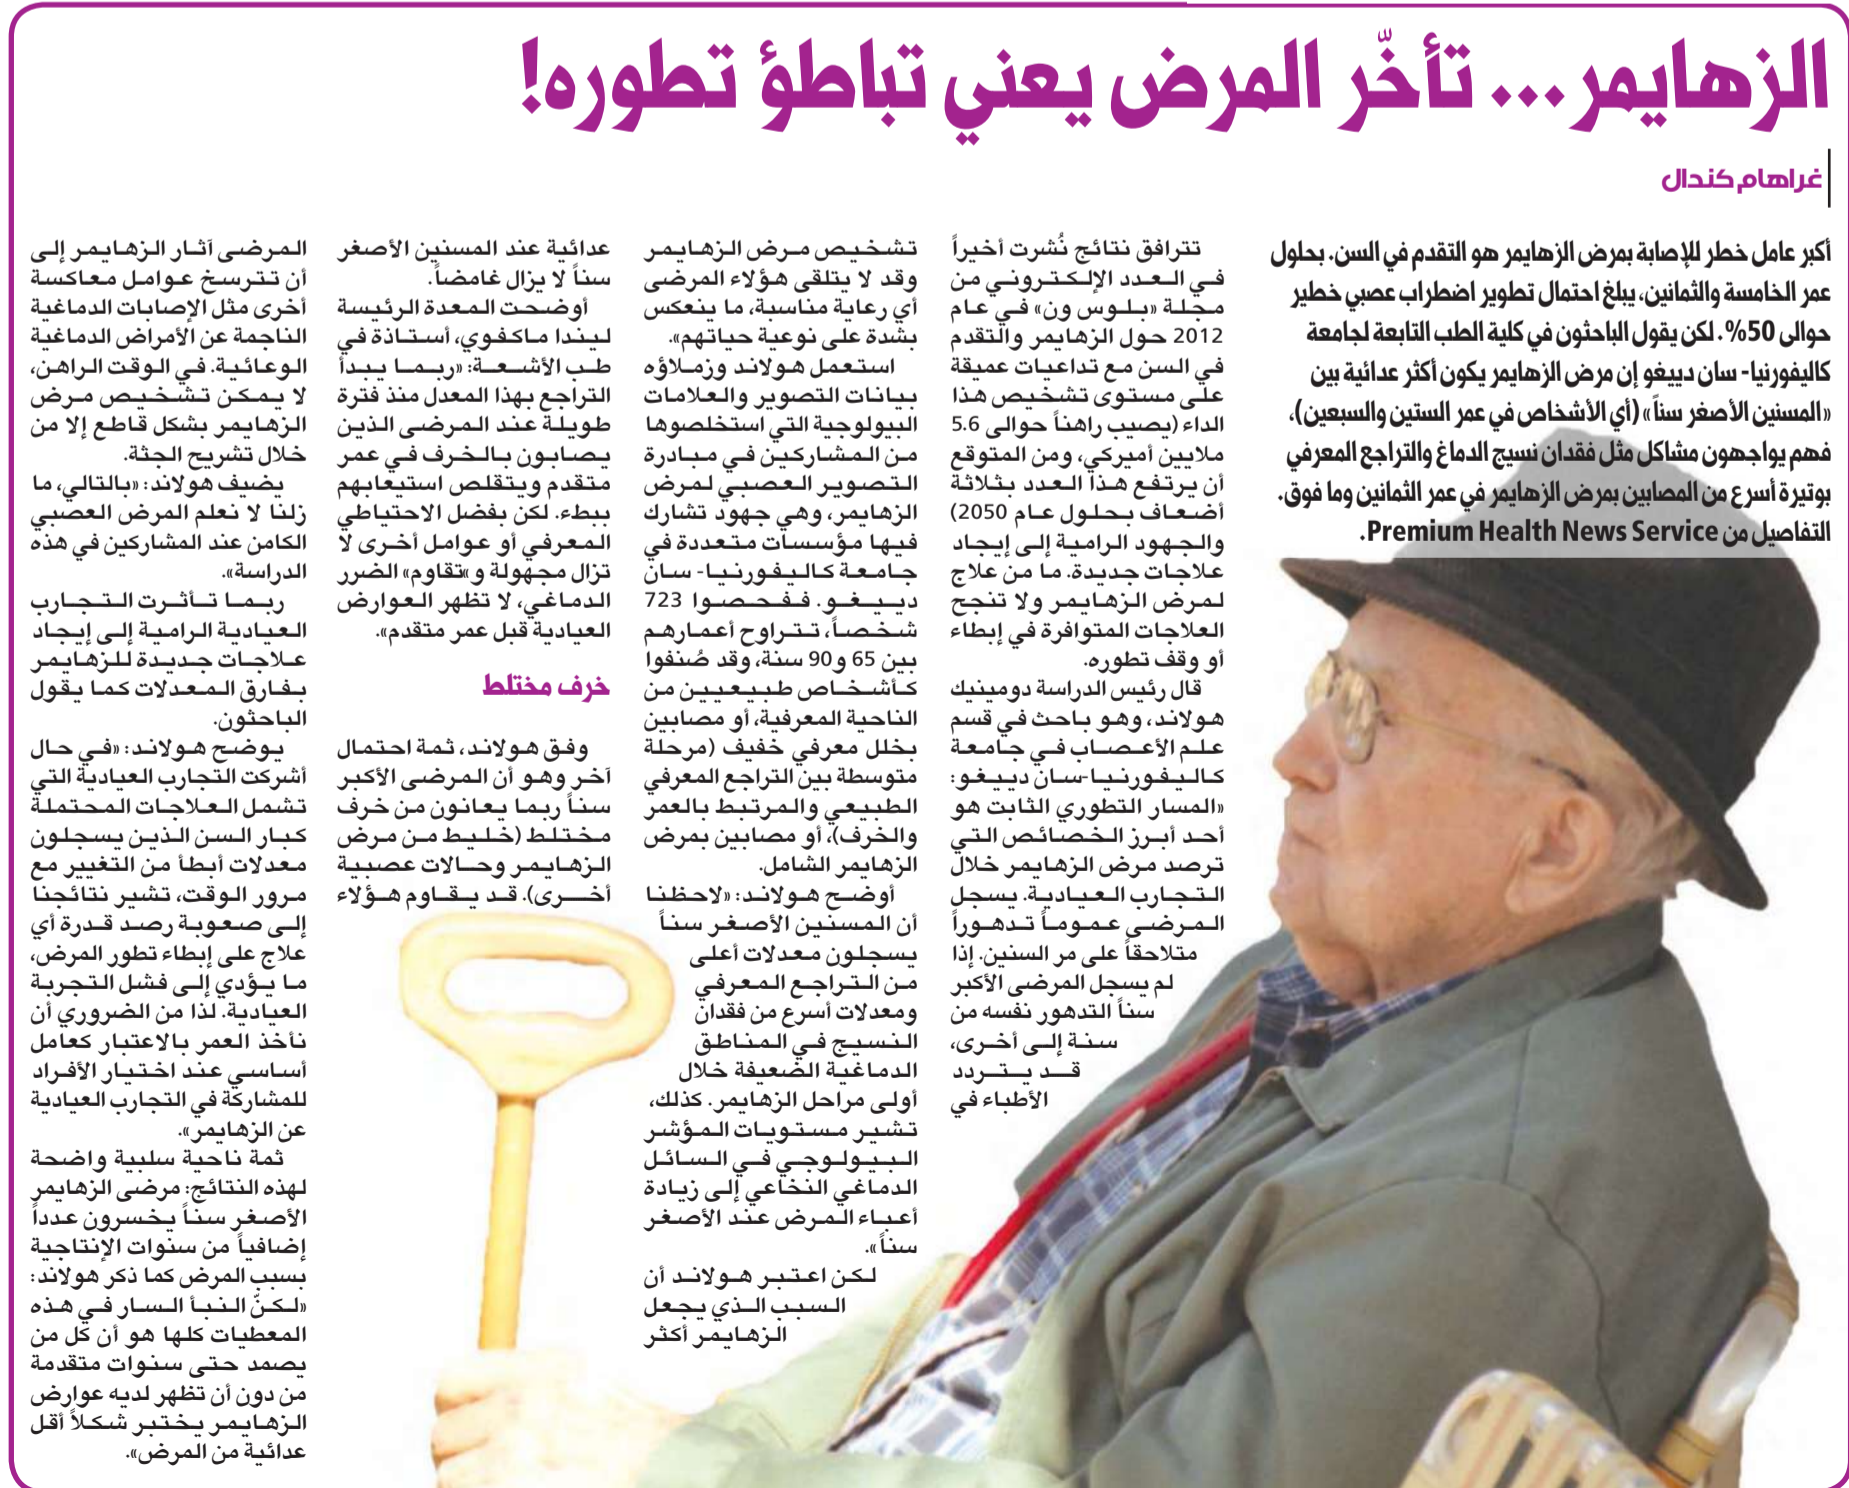 الزهايمر... تأخّر المرض يعني تباطؤ تطوره!
غراهام كندال
أكبر عامل خطر للإصابة بمرض الزهايمر هو التقدم في السن. بحلول
عمر الخامسة والثمانين، يبلغ احتمال تطوير اضطراب عصبي خطير
حوالى 50%. لكن يقول الباحثون في كلية الطب التابعة لجامعة
كاليفورنيا- سان دييغو إن مرض الزهايمر يكون أكثر عدائية بين
«المسنين الأصغر سناً» (أي الأشخاص في عمر الستين والسبعين)،
فهم يواجهون مشاكل مثل فقدان نسيج الدماغ والتراجع المعرفي
بوتيرة أسرع من المصابين بمرض الزهايمر في عمر الثمانين وما فوق.
التفاصيل من Premium Health News Service.
تترافق نتائج نُشرت أخيراً
في العدد الإلكتروني من
مجلة «بلوس ون» في عام
2012 حول الزهايمر والتقدم
في السن مع تداعيات عميقة
على مستوى تشخيص هذا
الداء (يصيب راهناً حوالى 5.6
ملايين أميركي، ومن المتوقع
أن يرتفع هذا العدد بثلاثة
أضعاف بحلول عام 2050)
والجهود الرامية إلى إيجاد
علاجات جديدة. ما من علاج
لمرض الزهايمر ولا تنجح
العلاجات المتوافرة في إبطاء
أو وقف تطوره.
قال رئيس الدراسة دومينيك
هولاند، وهو باحث في قسم
علم الأعصاب في جامعة
كاليفورنيا-سان دييغو:
«المسار التطوري الثابت هو
أحد أبرز الخصائص التي
ترصد مرض الزهايمر خلال
التجارب العيادية. يسجل
المرضى عموماً تدهوراً
متلاحقاً على مر السنين. إذا
لم يسجل المرضى الأكبر
سناً التدهور نفسه من
سنة إلى أخرى،
قد يتردد
الأطباء في
تشخيص مرض الزهايمر
وقد لا يتلقى هؤلاء المرضى
أي رعاية مناسبة، ما ينعكس
بشدة على نوعية حياتهم».
استعمل هولاند وزملاؤه
بيانات التصوير والعلامات
البيولوجية التي استخلصوها
من المشاركين في مبادرة
التصوير العصبي لمرض
الزهايمر، وهي جهود تشارك
فيها مؤسسات متعددة في
جامعة كاليفورنيا- سان
دييغو. ففحصوا 723
شخصاً، تتراوح أعمارهم
بين 65 و90 سنة، وقد صُنفوا
كأشخاص طبيعيين من
الناحية المعرفية، أو مصابين
بخلل معرفي خفيف (مرحلة
متوسطة بين التراجع المعرفي
الطبيعي والمرتبط بالعمر
والخرف)، أو مصابين بمرض
الزهايمر الشامل.
أوضح هولاند: «لاحظنا
أن المسنين الأصغر سناً
يسجلون معدلات أعلى
من التراجع المعرفي
ومعدلات أسرع من فقدان
النسيج في المناطق
الدماغية الضعيفة خلال
أولى مراحل الزهايمر. كذلك،
تشير مستويات المؤشر
البيولوجي في السائل
الدماغي النخاعي إلى زيادة
أعباء المرض عند الأصغر
سناً».
لكن اعتبر هولاند أن
السبب الذي يجعل
الزهايمر أكثر
عدائية عند المسنين الأصغر
سناً لا يزال غامضاً.
أوضحت المعدة الرئيسة
ليندا ماكفوي، أستاذة في
طب الأشعة: «ربما يبدأ
التراجع بهذا المعدل منذ فترة
طويلة عند المرضى الذين
يصابون بالخرف في عمر
متقدم ويتقلص استيعابهم
ببطء. لكن بفضل الاحتياطي
المعرفي أو عوامل أخرى لا
تزال مجهولة و»تقاوم» الضرر
الدماغي، لا تظهر العوارض
العيادية قبل عمر متقدم».
خرف مختلط
وفق هولاند، ثمة احتمال
آخر وهو أن المرضى الأكبر
سناً ربما يعانون من خرف
مختلط (خليط من مرض
الزهايمر وحالات عصبية
أخرى). قد يقاوم هؤلاء
المرضى آثار الزهايمر إلى
أن تترسخ عوامل معاكسة
أخرى مثل الإصابات الدماغية
الناجمة عن الأمراض الدماغية
الوعائية. في الوقت الراهن،
لا يمكن تشخيص مرض
الزهايمر بشكل قاطع إلا من
خلال تشريح الجثة.
يضيف هولاند: «بالتالي، ما
زلنا لا نعلم المرض العصبي
الكامن عند المشاركين في هذه
الدراسة».
ربما تأثرت التجارب
العيادية الرامية إلى إيجاد
علاجات جديدة للزهايمر
بفارق المعدلات كما يقول
الباحثون.
يوضح هولاند: «في حال
أشركت التجارب العيادية التي
تشمل العلاجات المحتملة
كبار السن الذين يسجلون
معدلات أبطأ من التغيير مع
مرور الوقت، تشير نتائجنا
إلى صعوبة رصد قدرة أي
علاج على إبطاء تطور المرض،
ما يؤدي إلى فشل التجربة
العيادية. لذا من الضروري أن
نأخذ العمر بالاعتبار كعامل
أساسي عند اختيار الأفراد
للمشاركة في التجارب العيادية
عن الزهايمر».
ثمة ناحية سلبية واضحة
لهذه النتائج: مرضى الزهايمر
الأصغر سناً يخسرون عدداً
إضافياً من سنوات الإنتاجية
بسبب المرض كما ذكر هولاند:
«لكنّ النبأ السار في هذه
المعطيات كلها هو أن كل من
يصمد حتى سنوات متقدمة
من دون أن تظهر لديه عوارض
الزهايمر يختبر شكلاً أقل
عدائية من المرض».